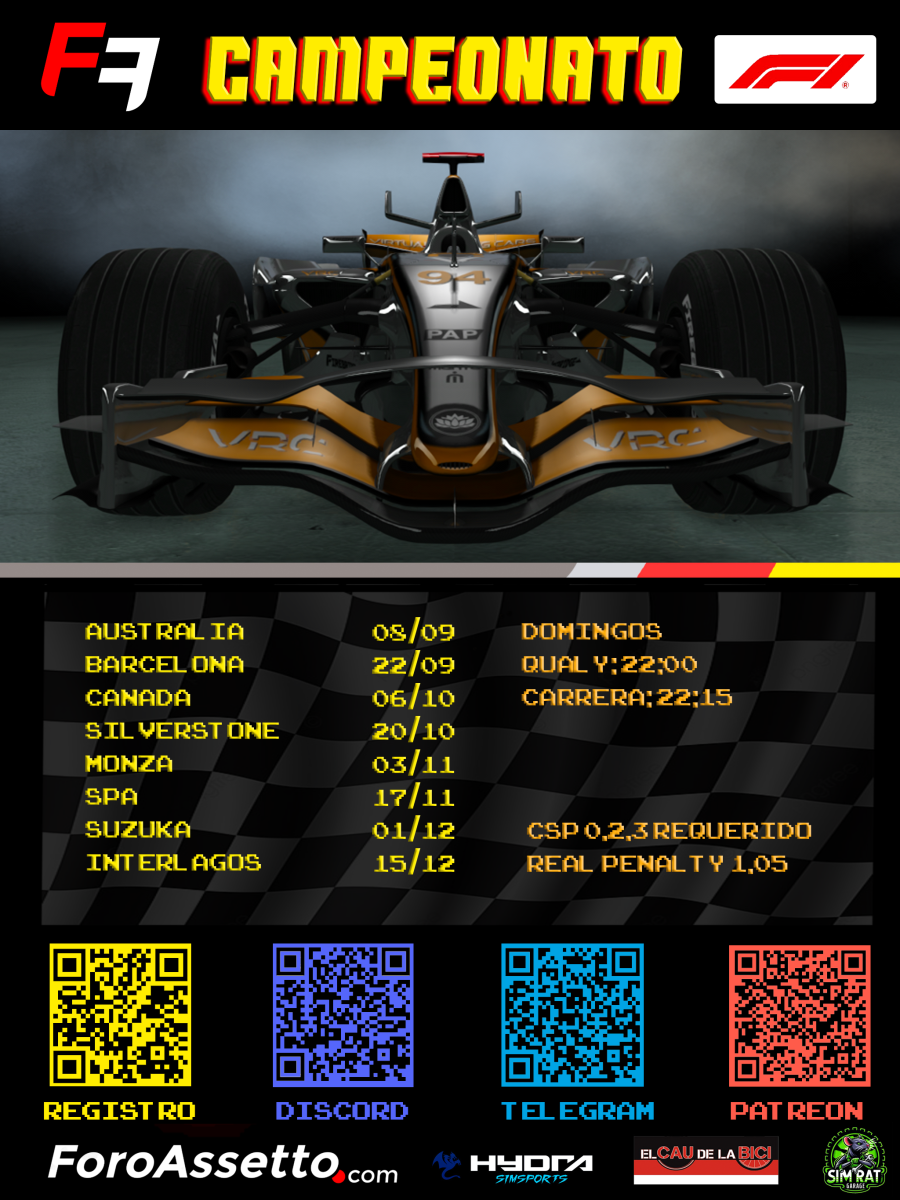 FF CAMPEONATO F1®
94
PAP
VRC VRC
AUSTRALIA 08/09 DOMINGOS
BARCELONA 22/09 QUALY;22;00
CANADA 06/10 CARRERA;22;15
SILVERSTONE 20/10
MONZA 03/11
SPA 17/11
SUZUKA 01/12 CSP 0,2,3 REQUERIDO
INTERLAGOS 15/12 REAL PENALTY 1,05
REGISTRO DISCORD TELEGRAM PATREON
ForoAssetto.com HYDRA SIMSPORTS EL CAU DE LA BICI SIM RAT GARAGE